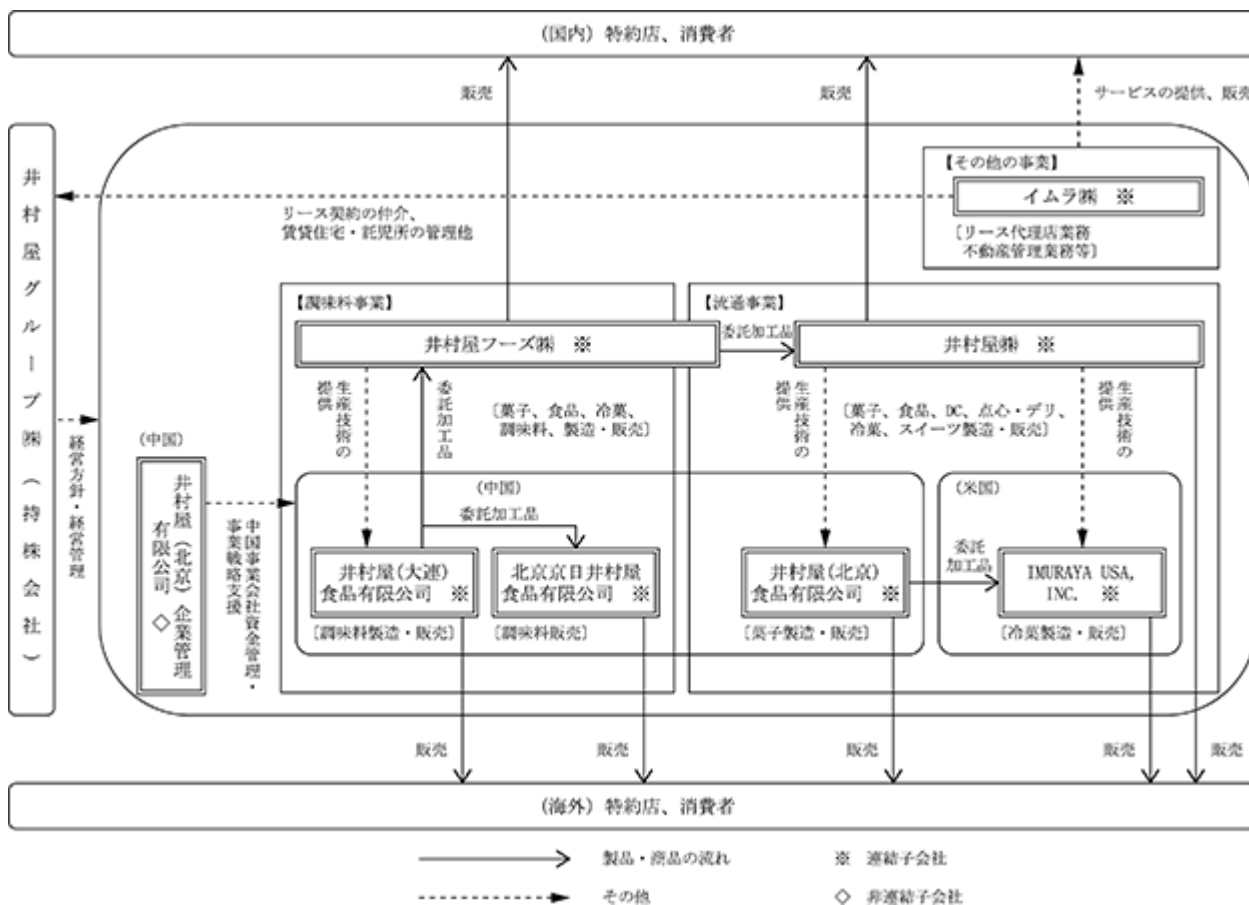 (国内) 特約店、消費者
販売
販売
サービスの提供、販売
井村屋グループ㈱(持株会社)
経営方針・経営管理
【その他の事業】
イムラ㈱ ※
〔リース代理店業務
不動産管理業務等〕
リース契約の仲介、
賃貸住宅・託児所の管理他
【調味料事業】
井村屋フーズ㈱ ※
委託加工品
【流通事業】
井村屋㈱ ※
生産技術の
提供
委託加工品
〔菓子、食品、冷菓、
調味料、製造・販売〕
生産技術の
提供
〔菓子、食品、DC、点心・デリ、
冷菓、スイーツ製造・販売〕
生産技術の
提供
(中国)
井村屋(北京)企業管理
有限公司 ◇
中国事業会社資金管理・
事業戦略支援
(中国)
委託加工品
井村屋(大連)
食品有限公司 ※
〔調味料製造・販売〕
北京京日井村屋
食品有限公司 ※
〔調味料販売〕
井村屋(北京)
食品有限公司 ※
〔菓子製造・販売〕
委託
加工品
(米国)
IMURAYA USA,
INC. ※
〔冷菓製造・販売〕
販売
販売
販売
販売
販売
(海外) 特約店、消費者
製品・商品の流れ
※ 連結子会社
その他
◇ 非連結子会社